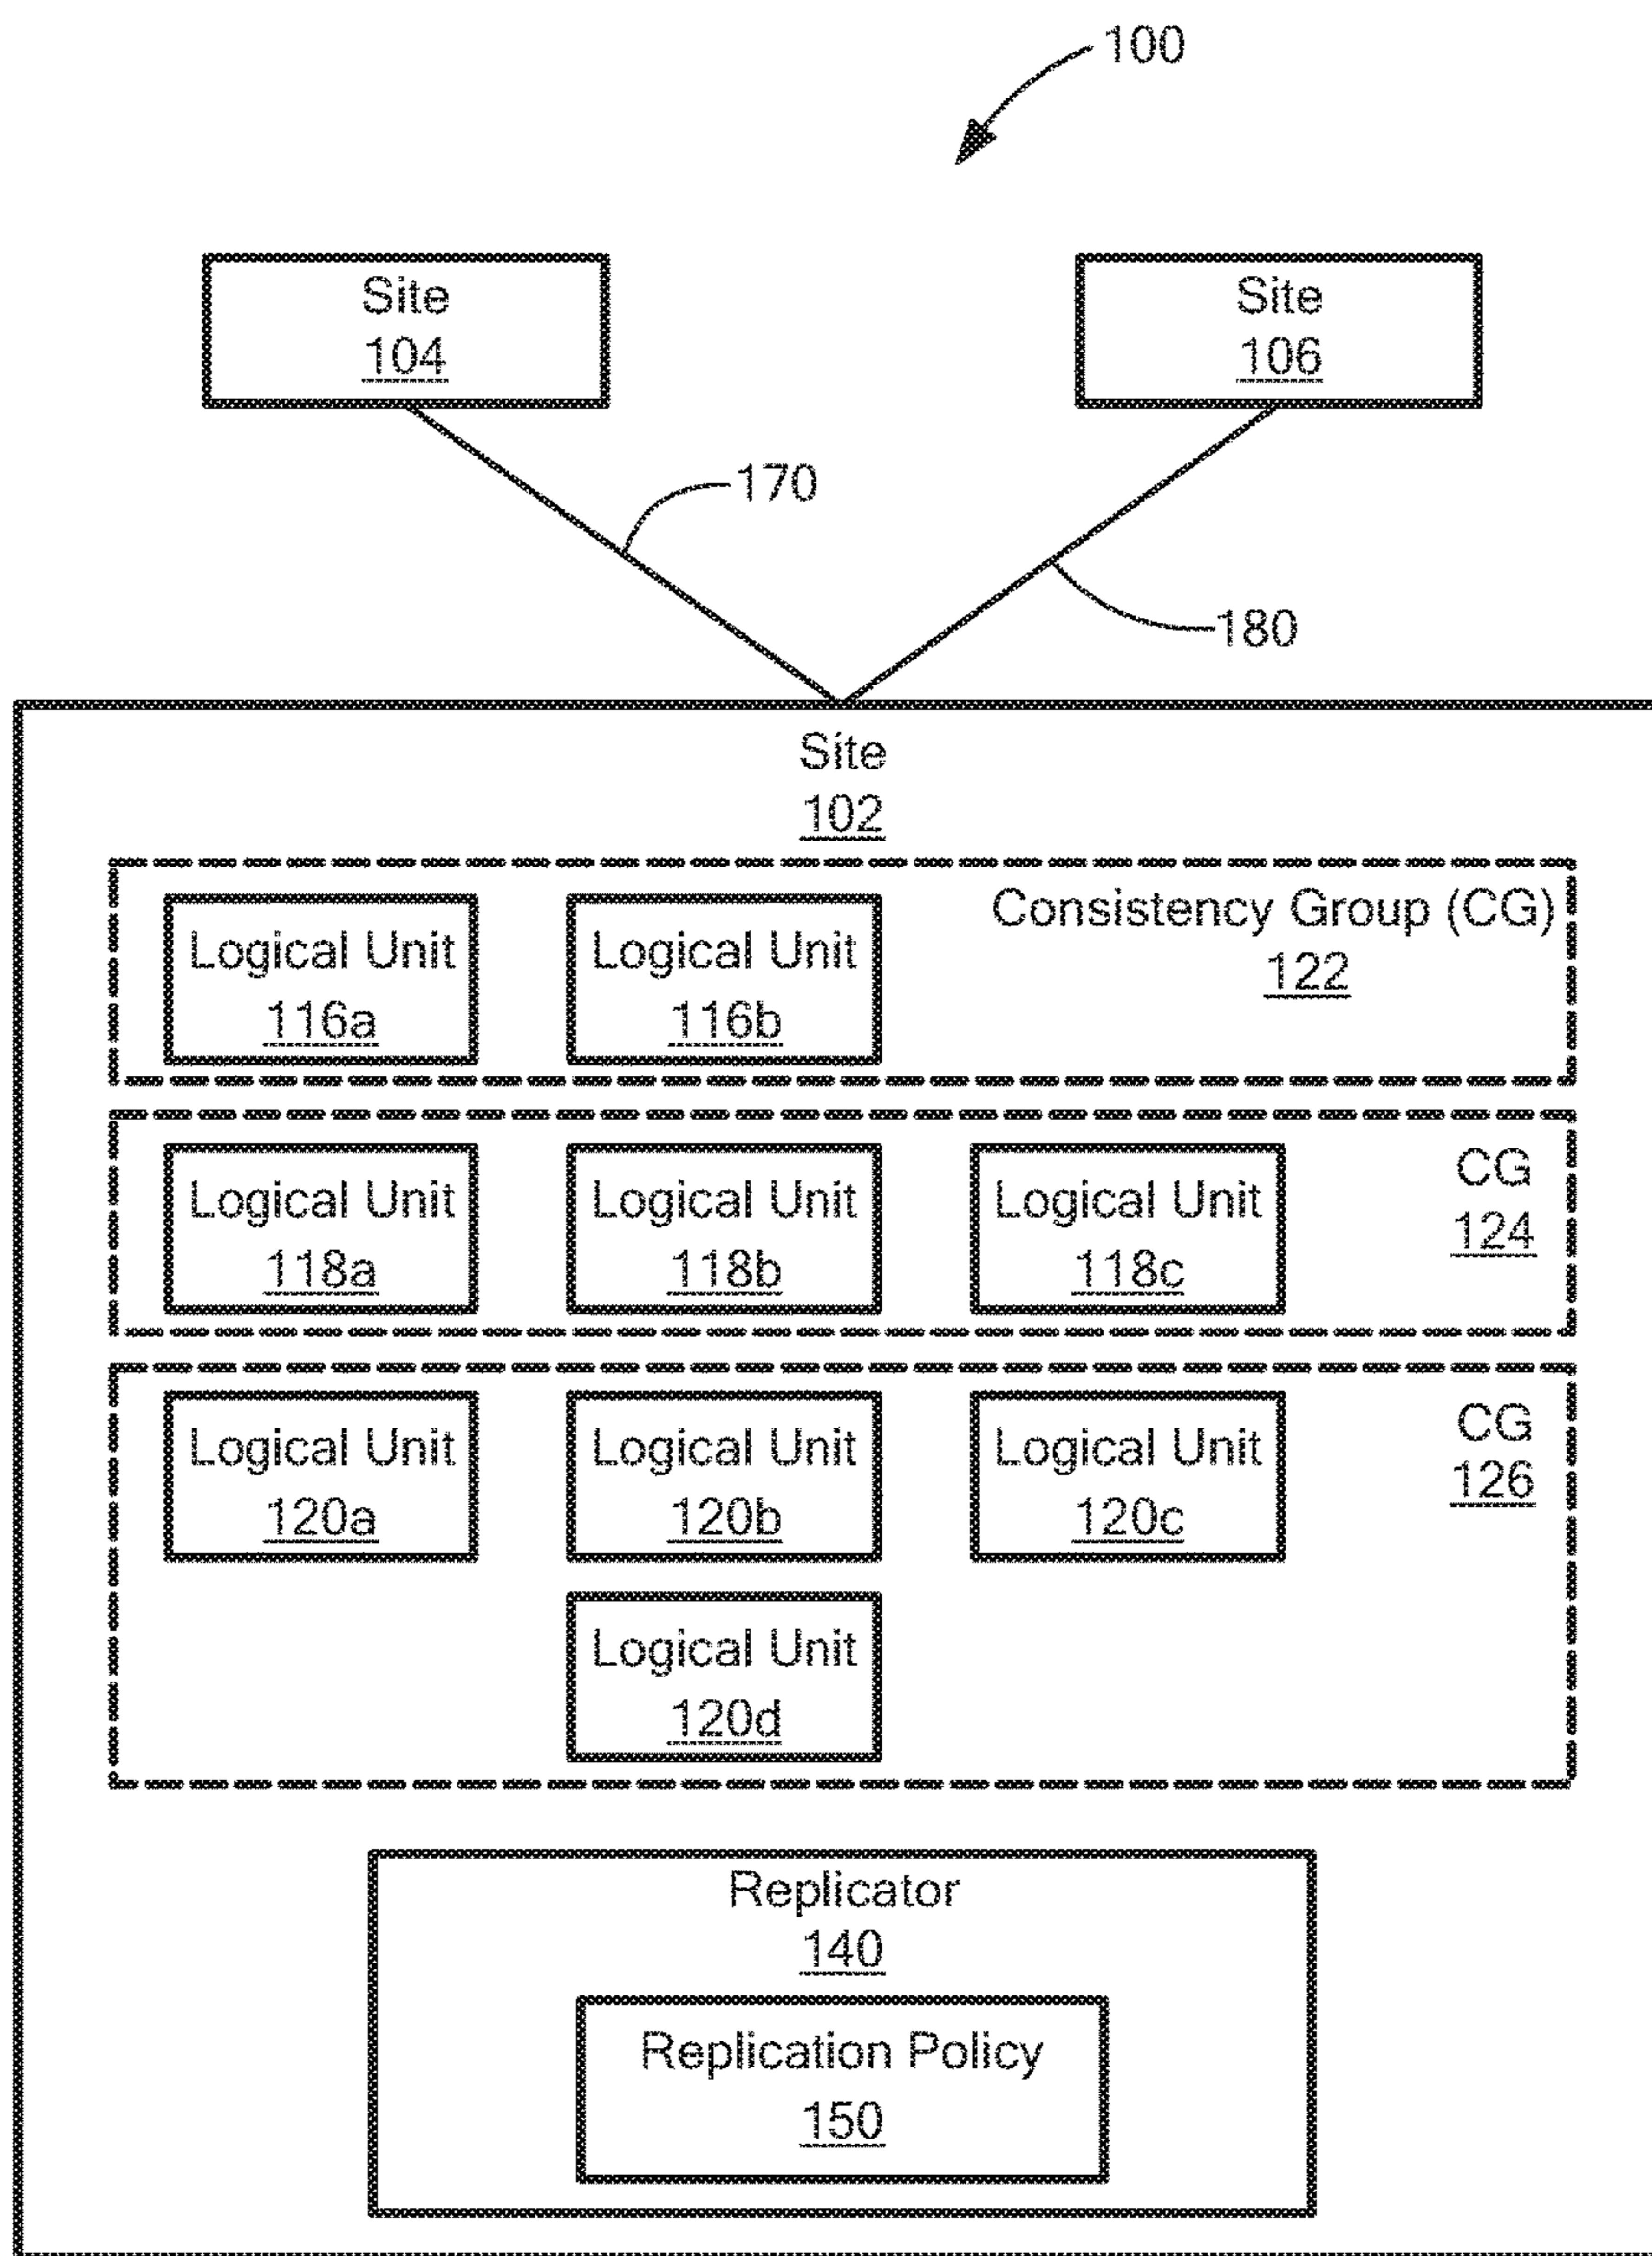 100
Site
104
Site
106
170
180
Site
102
Logical Unit
116a
Logical Unit
116b
Consistency Group (CG)
122
Logical Unit
118a
Logical Unit
118b
Logical Unit
118c
CG
124
Logical Unit
120a
Logical Unit
120b
Logical Unit
120c
CG
126
Logical Unit
120d
Replicator
140
Replication Policy
150